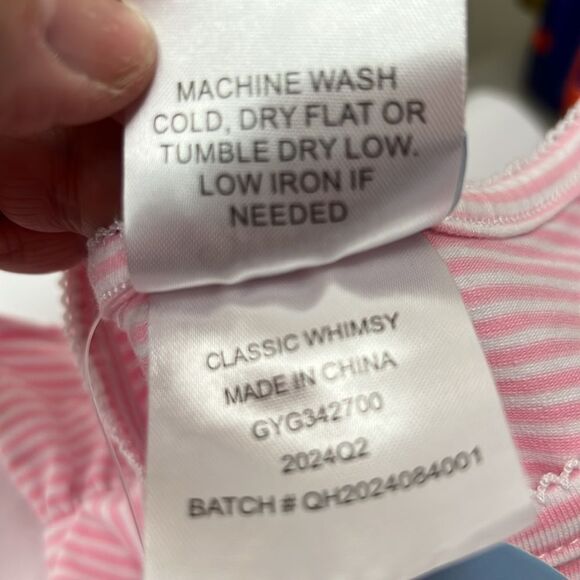 MACHINE WASH
COLD, DRY FLAT OR
TUMBLE DRY LOW.
LOW IRON IF
NEEDED
CLASSIC WHIMSY
MADE IN CHINA
GYG342700
2024Q2
BATCH # QH2024084001